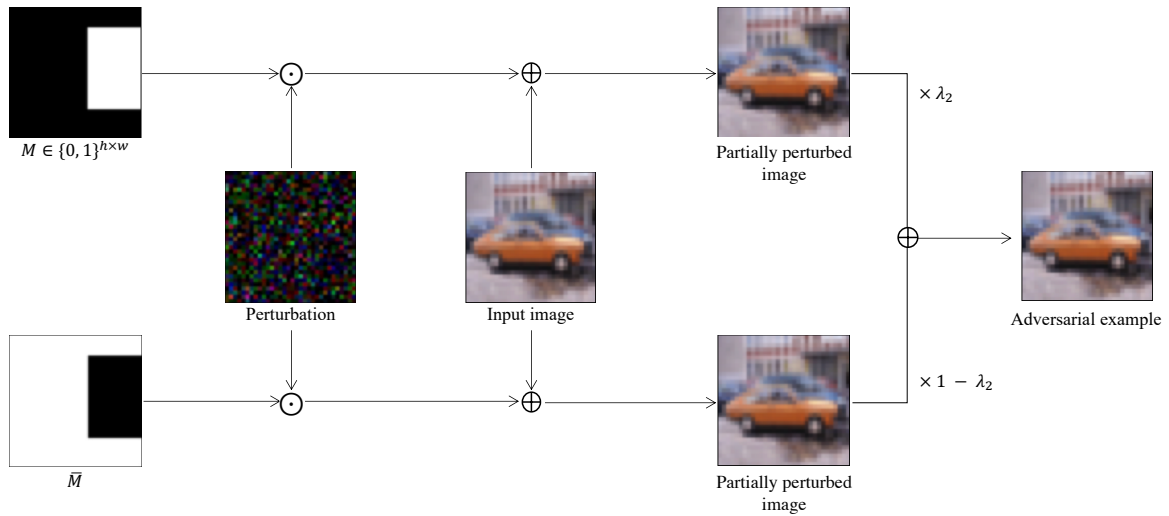 M ∈ {0, 1}^{h×w}
Perturbation
Input image
Partially perturbed
image
× λ₂
Adversarial example
× 1 − λ₂
M̅
Partially perturbed
image